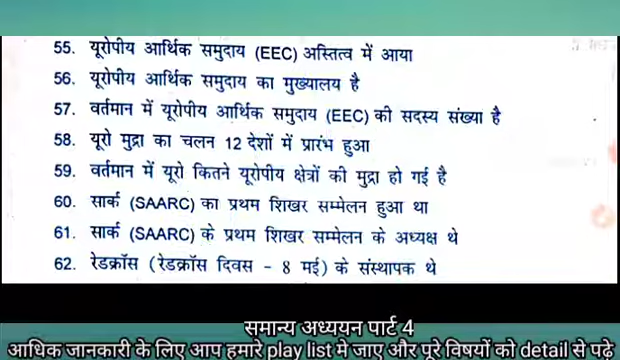 55. यूरोपीय आर्थिक समुदाय (EEC) अस्तित्व में आया
56. यूरोपीय आर्थिक समुदाय का मुख्यालय है
57. वर्तमान में यूरोपीय आर्थिक समुदाय (EEC) की सदस्य संख्या है
58. यूरो मुद्रा का चलन 12 देशों में प्रारंभ हुआ
59. वर्तमान में यूरो कितने यूरोपीय क्षेत्रों की मुद्रा हो गई है
60. सार्क (SAARC) का प्रथम शिखर सम्मेलन हुआ था
61. सार्क (SAARC) के प्रथम शिखर सम्मेलन के अध्यक्ष थे
62. रेडक्रॉस (रेडक्रॉस दिवस - 8 मई) के संस्थापक थे
समान्य अध्ययन पार्ट 4
आधिक जानकारी के लिए आप हमारे play list मे जाए और पूरे विषयों को detail से पढ़े